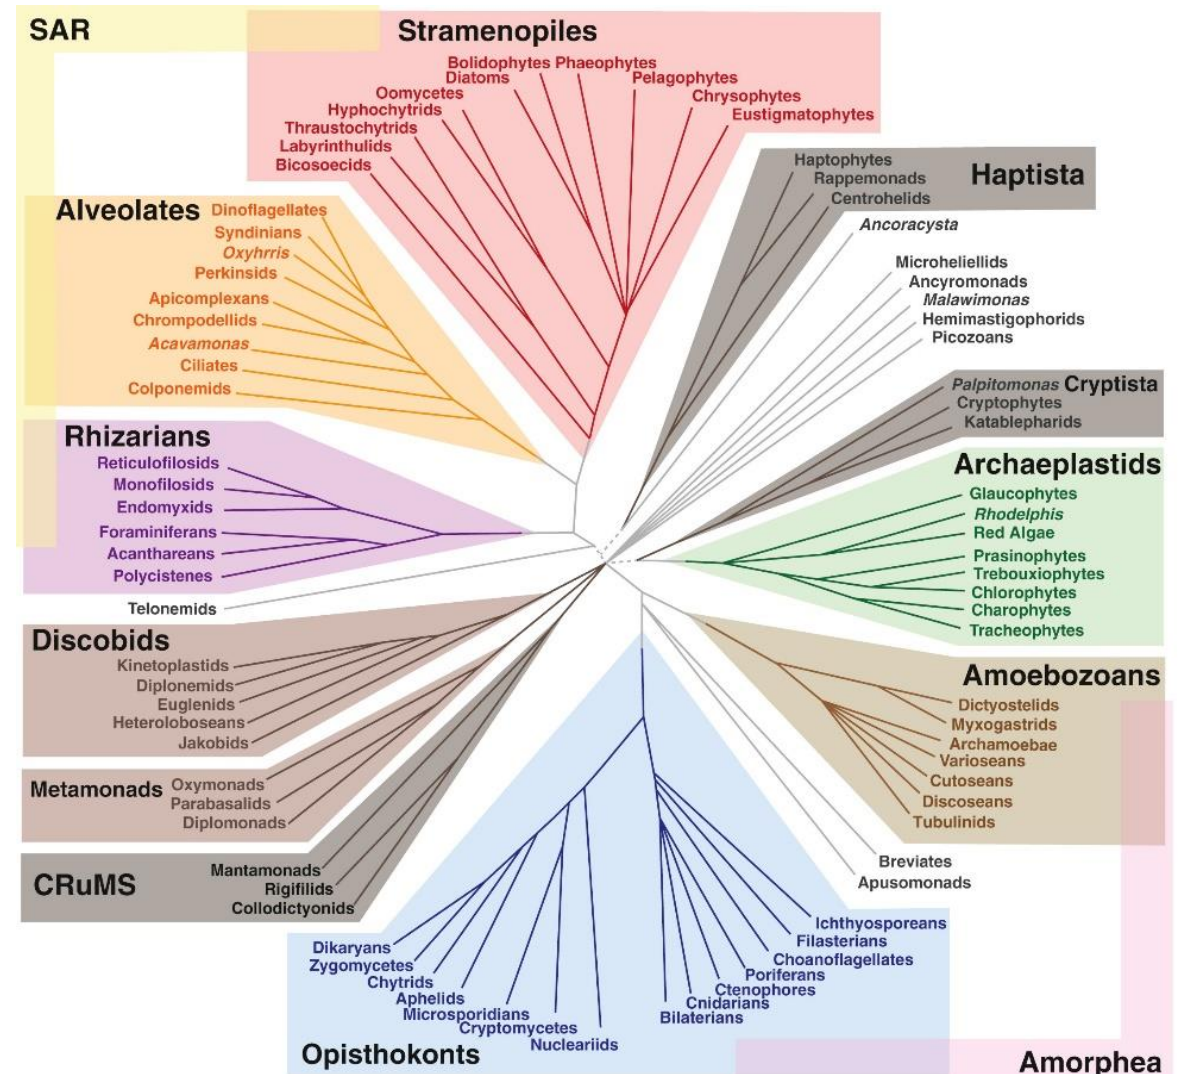 SAR
Stramenopiles
Bolidophytes Phaeophytes
Diatoms
Pelagophytes
Oomycetes
Chrysophytes
Hyphochytrids
Eustigmatophytes
Thraustochytrids
Labyrinthulids
Bicosoecids
Haptophytes
Rappemonads
Centrohelids
Haptista
Ancoracysta
Alveolates
Dinoflagellates
Syndinians
Oxyhrris
Perkinsids
Apicomplexans
Chrompodellids
Acavamonas
Ciliates
Colponemids
Microheliellids
Ancyromonads
Malawimonas
Hemimastigophorids
Picozoans
Palpitomonas Cryptista
Cryptophytes
Katablepharids
Rhizarians
Reticulofilosids
Monofilosids
Endomyxids
Foraminiferans
Acanthareans
Polycistenes
Archaeplastids
Glaucophytes
Rhodelphis
Red Algae
Prasinophytes
Trebouxiophytes
Chlorophytes
Charophytes
Tracheophytes
Telonemids
Discobids
Kinetoplastids
Diplonemids
Euglenids
Heteroloboseans
Jakobids
Amoebozoans
Dictyostelids
Myxogastrids
Archamoebae
Varioseans
Cutoseans
Discoseans
Tubulinids
Metamonads
Oxymonads
Parabasalids
Diplomonads
CRuMS
Mantamonads
Rigifilids
Collodictyonids
Breviates
Apusomonads
Dikaryans
Zygomycetes
Chytrids
Aphelids
Microsporidians
Cryptomycetes
Nucleariids
Ichthyosporeans
Filasterians
Choanoflagellates
Poriferans
Ctenophores
Cnidarians
Bilaterians
Opisthokonts
Amorphea